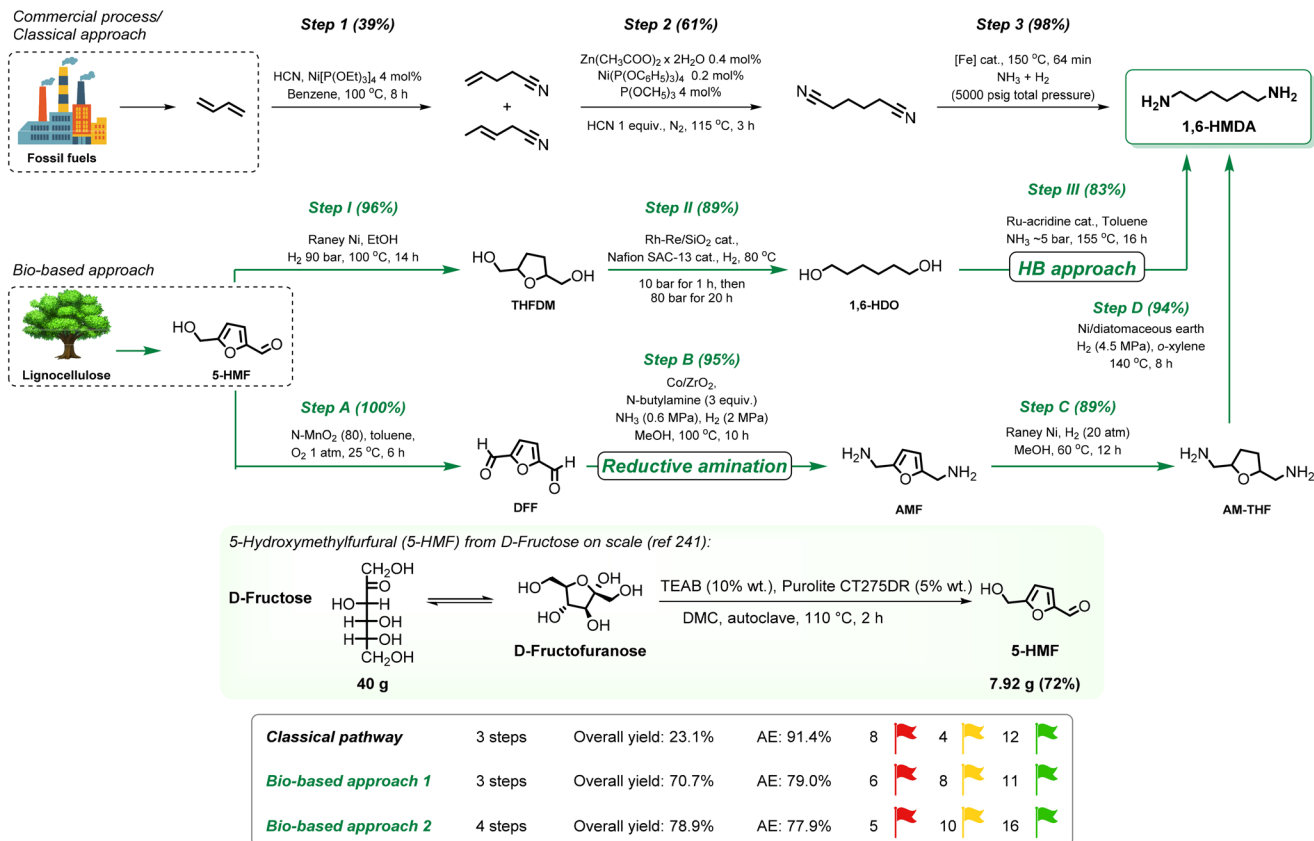 Commercial process/
Classical approach
Fossil fuels
Step 1 (39%)
HCN, Ni[P(OEt)3]4 4 mol%
Benzene, 100 °C, 8 h
N
+
N
Step 2 (61%)
Zn(CH3COO)2 x 2H2O 0.4 mol%
Ni(P(OC6H5)3)4 0.2 mol%
P(OCH5)3 4 mol%
HCN 1 equiv., N2, 115 °C, 3 h
N
N
Step 3 (98%)
[Fe] cat., 150 °C, 64 min
NH3 + H2
(5000 psig total pressure)
H2N
NH2
1,6-HMDA
Bio-based approach
Lignocellulose
HO
O
O
5-HMF
Step I (96%)
Raney Ni, EtOH
H2 90 bar, 100 °C, 14 h
HO
O
OH
THFDM
Step II (89%)
Rh-Re/SiO2 cat.,
Nafion SAC-13 cat., H2, 80 °C
10 bar for 1 h, then
80 bar for 20 h
HO
OH
1,6-HDO
Step III (83%)
Ru-acridine cat., Toluene
NH3 ~5 bar, 155 °C, 16 h
HB approach
Step A (100%)
N-MnO2 (80), toluene,
O2 1 atm, 25 °C, 6 h
H
O
O
H
O
DFF
Step B (95%)
Co/ZrO2,
N-butylamine (3 equiv.)
NH3 (0.6 MPa), H2 (2 MPa)
MeOH, 100 °C, 10 h
Reductive amination
NH2
O
NH2
AMF
Step C (89%)
Raney Ni, H2 (20 atm)
MeOH, 60 °C, 12 h
NH2
O
NH2
AM-THF
Step D (94%)
Ni/diatomaceous earth
H2 (4.5 MPa), o-xylene
140 °C, 8 h
5-Hydroxymethylfurfural (5-HMF) from D-Fructose on scale (ref 241):
D-Fructose
CH2OH
O
HO H
H OH
H OH
CH2OH
40 g
HO
O
OH
OH
HO
HO
D-Fructofuranose
TEAB (10% wt.), Purolite CT275DR (5% wt.)
DMC, autoclave, 110 °C, 2 h
HO
O
O
5-HMF
7.92 g (72%)
Classical pathway 3 steps Overall yield: 23.1% AE: 91.4% 8 4 12
Bio-based approach 1 3 steps Overall yield: 70.7% AE: 79.0% 6 8 11
Bio-based approach 2 4 steps Overall yield: 78.9% AE: 77.9% 5 10 16